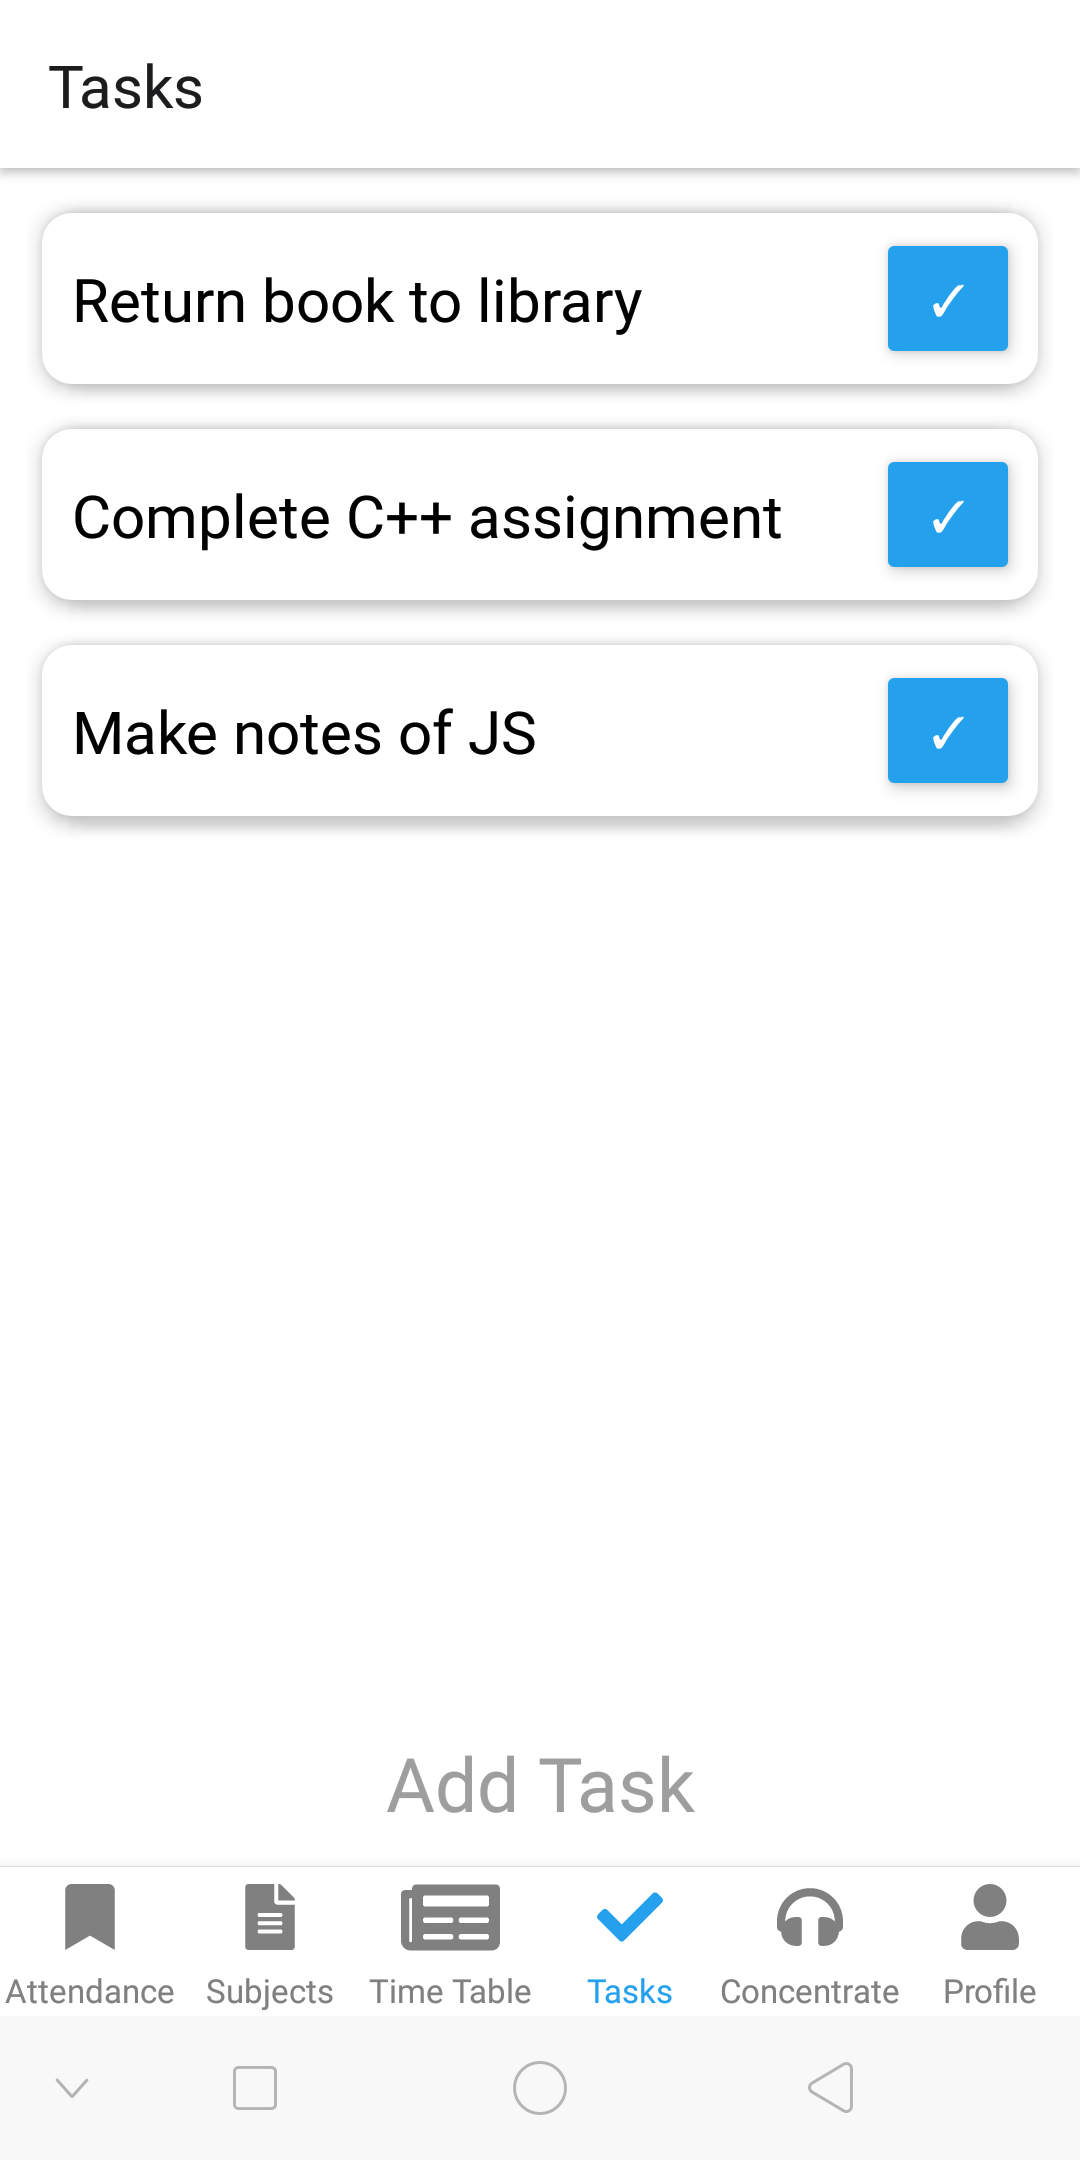 Tasks
Return book to library ✓
Complete C++ assignment ✓
Make notes of JS ✓
Add Task
Attendance Subjects Time Table Tasks Concentrate Profile